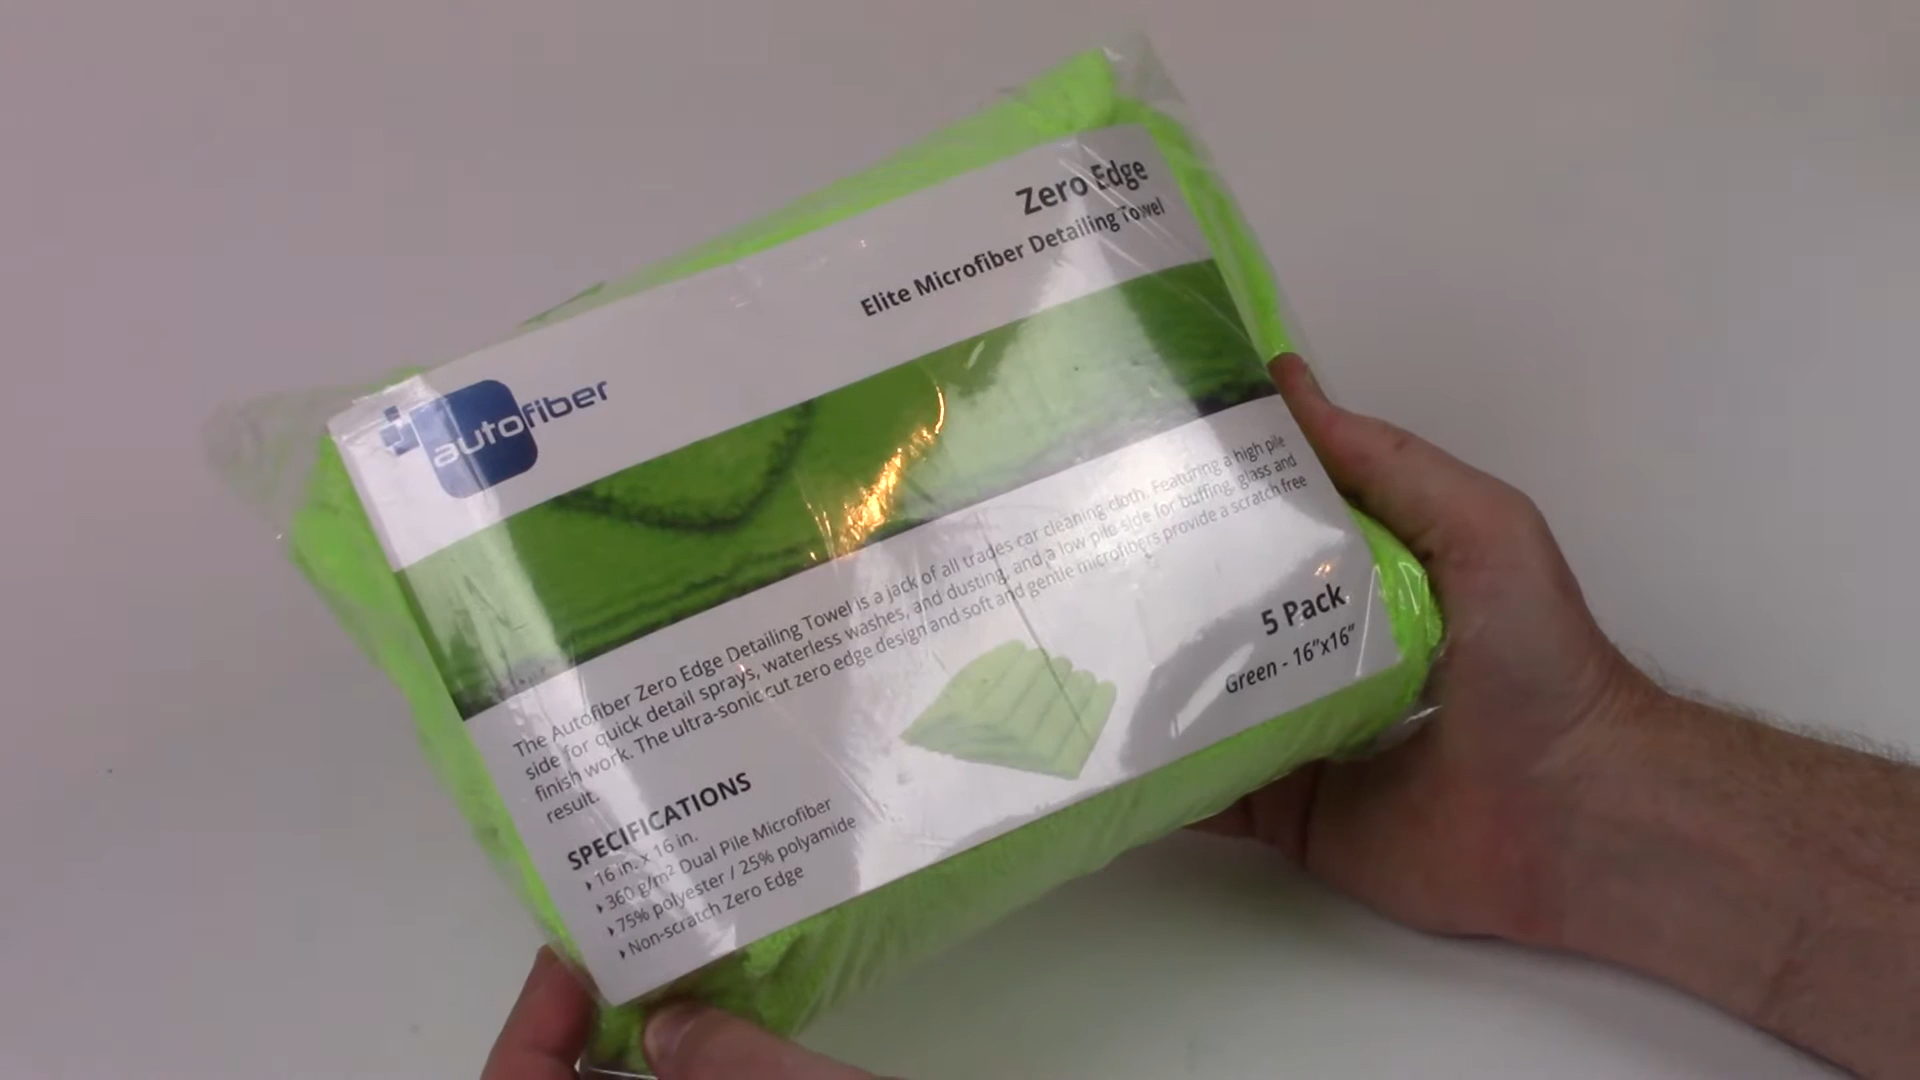 Zero Edge
Elite Microfiber Detailing Towel
autofiber
The Autofiber Zero Edge Detailing Towel is a jack of all trades car cleaning cloth. Featuring a high pile
side for quick detail sprays, waterless washes, and dusting, and a low pile side for buffing, glass and
finish work. The ultra-sonic cut zero edge design and soft and gentle microfibers provide a scratch free
result.
5 Pack
Green - 16"x16"
SPECIFICATIONS
16 in. x 16 in.
360 g/m² Dual Pile Microfiber
75% polyester / 25% polyamide
Non-scratch Zero Edge